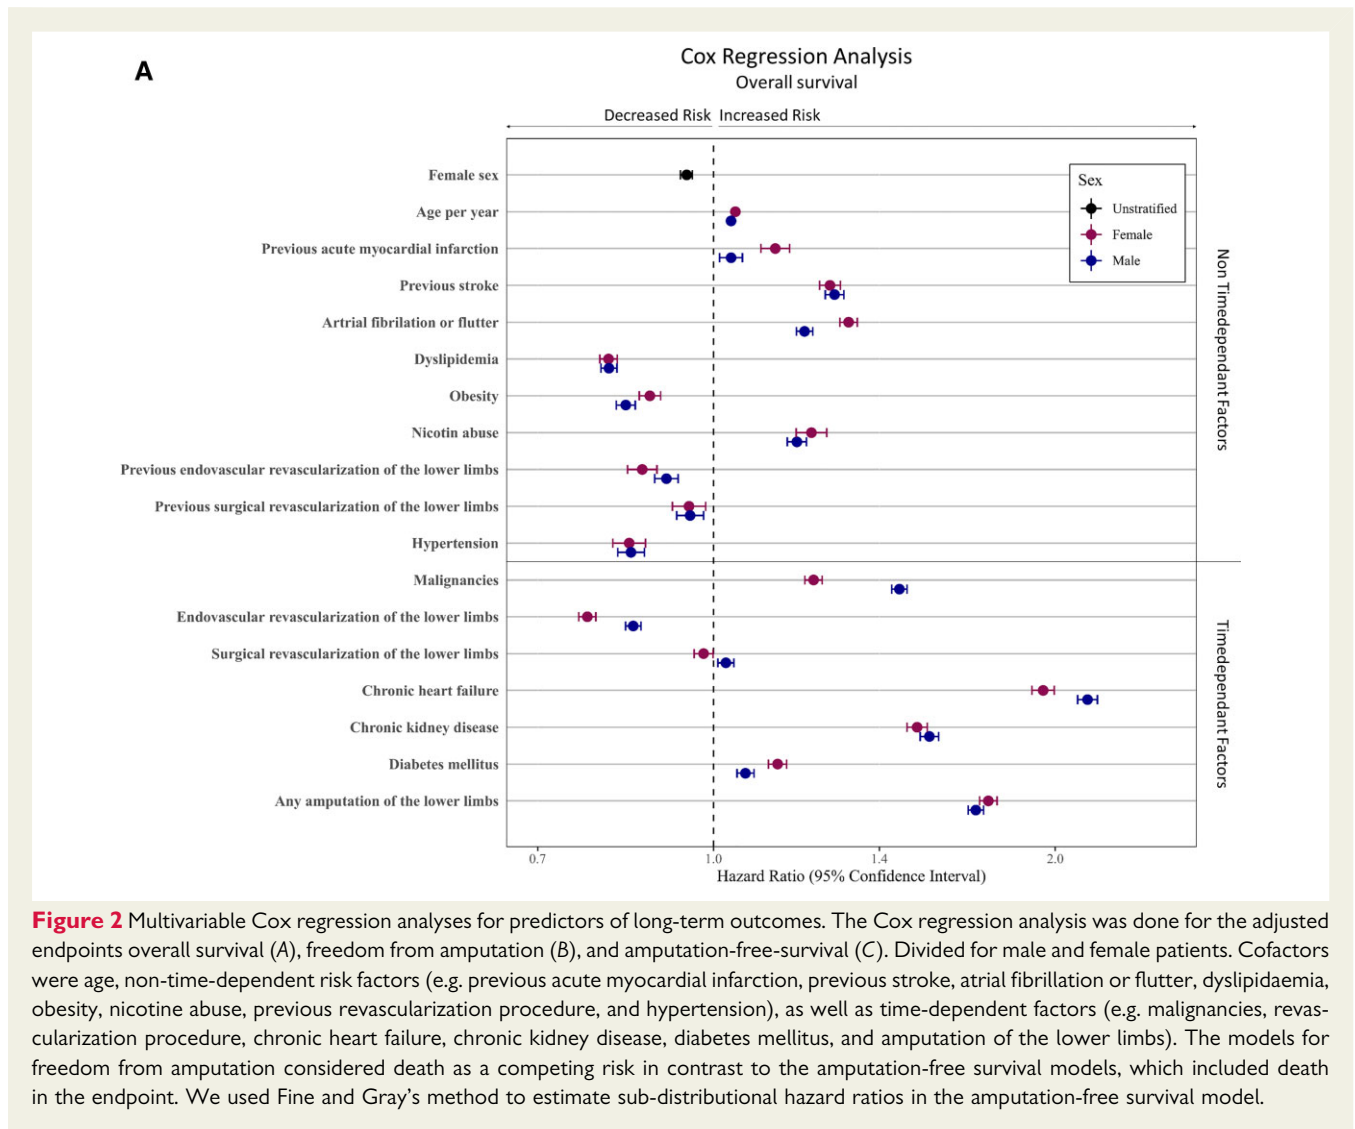 A
Cox Regression Analysis
Overall survival
Decreased Risk Increased Risk
Female sex
Age per year
Previous acute myocardial infarction
Previous stroke
Artrial fibrilation or flutter
Dyslipidemia
Obesity
Nicotin abuse
Previous endovascular revascularization of the lower limbs
Previous surgical revascularization of the lower limbs
Hypertension
Malignancies
Endovascular revascularization of the lower limbs
Surgical revascularization of the lower limbs
Chronic heart failure
Chronic kidney disease
Diabetes mellitus
Any amputation of the lower limbs
Sex
Unstratified
Female
Male
Non Timedependant Factors
Timedependant Factors
0.7 1.0 1.4 2.0
Hazard Ratio (95% Confidence Interval)
Figure 2 Multivariable Cox regression analyses for predictors of long-term outcomes. The Cox regression analysis was done for the adjusted
endpoints overall survival (A), freedom from amputation (B), and amputation-free-survival (C). Divided for male and female patients. Cofactors
were age, non-time-dependent risk factors (e.g. previous acute myocardial infarction, previous stroke, atrial fibrillation or flutter, dyslipidaemia,
obesity, nicotine abuse, previous revascularization procedure, and hypertension), as well as time-dependent factors (e.g. malignancies, revas-
cularization procedure, chronic heart failure, chronic kidney disease, diabetes mellitus, and amputation of the lower limbs). The models for
freedom from amputation considered death as a competing risk in contrast to the amputation-free survival models, which included death
in the endpoint. We used Fine and Gray's method to estimate sub-distributional hazard ratios in the amputation-free survival model.